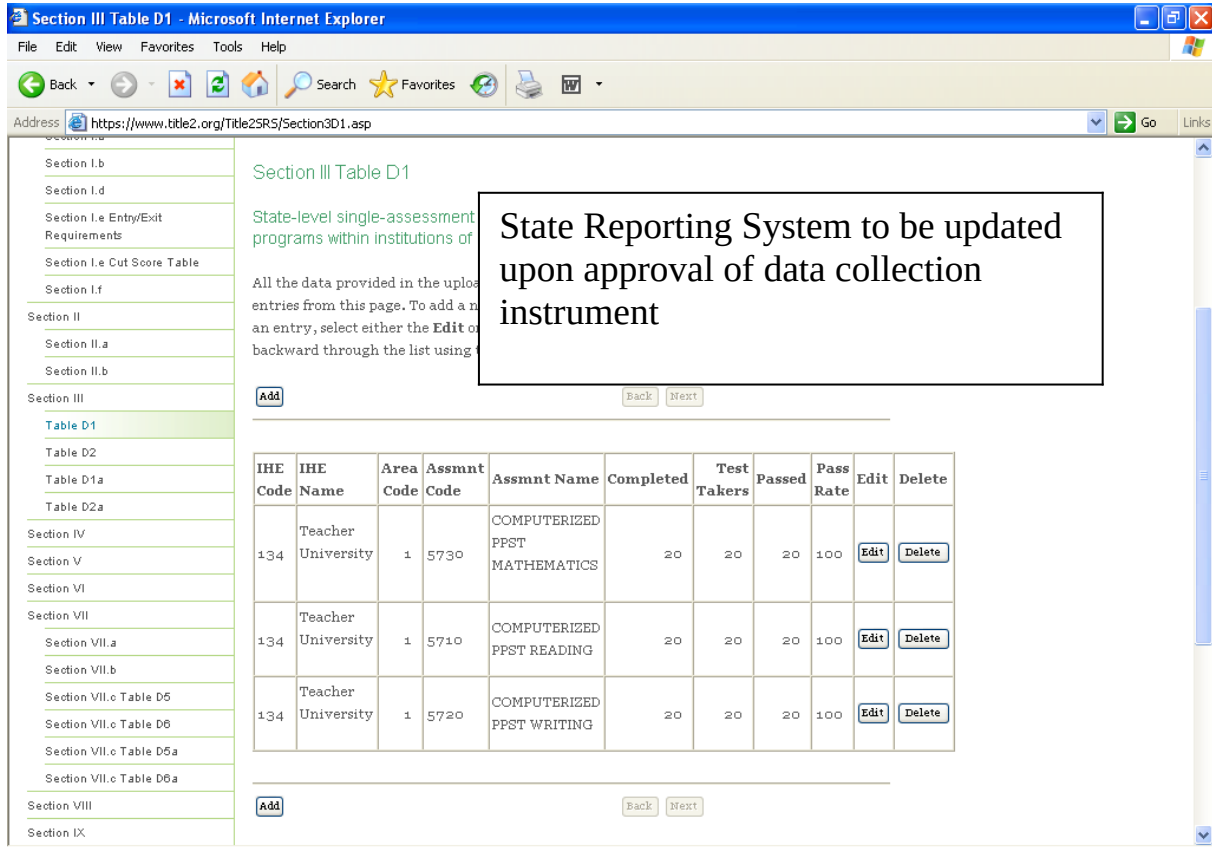 Section III Table D1 - Microsoft Internet Explorer
File Edit View Favorites Tools Help
Back Search Favorites
Address https://www.title2.org/Title2SRS/Section3D1.asp Go Links
Section I.b
Section I.d
Section I.e Entry/Exit
Requirements
Section I.e Cut Score Table
Section I.f
Section II
Section II.a
Section II.b
Section III
Table D1
Table D2
Table D1a
Table D2a
Section IV
Section V
Section VI
Section VII
Section VII.a
Section VII.b
Section VII.c Table D5
Section VII.c Table D6
Section VII.c Table D5a
Section VII.c Table D6a
Section VIII
Section IX
Section III Table D1
State-level single-assessment
programs within institutions of
All the data provided in the
entries from this page. To add a
an entry, select either the Edit
backward through the list using
State Reporting System to be updated
upon approval of data collection
instrument
Add Back Next
IHE Code IHE Name Area Code Assmnt Code Assmnt Name Completed Test Takers Passed Pass Rate Edit Delete
134 Teacher University 1 5730 COMPUTERIZED PPST MATHEMATICS 20 20 20 100 Edit Delete
134 Teacher University 1 5710 COMPUTERIZED PPST READING 20 20 20 100 Edit Delete
134 Teacher University 1 5720 COMPUTERIZED PPST WRITING 20 20 20 100 Edit Delete
Add Back Next